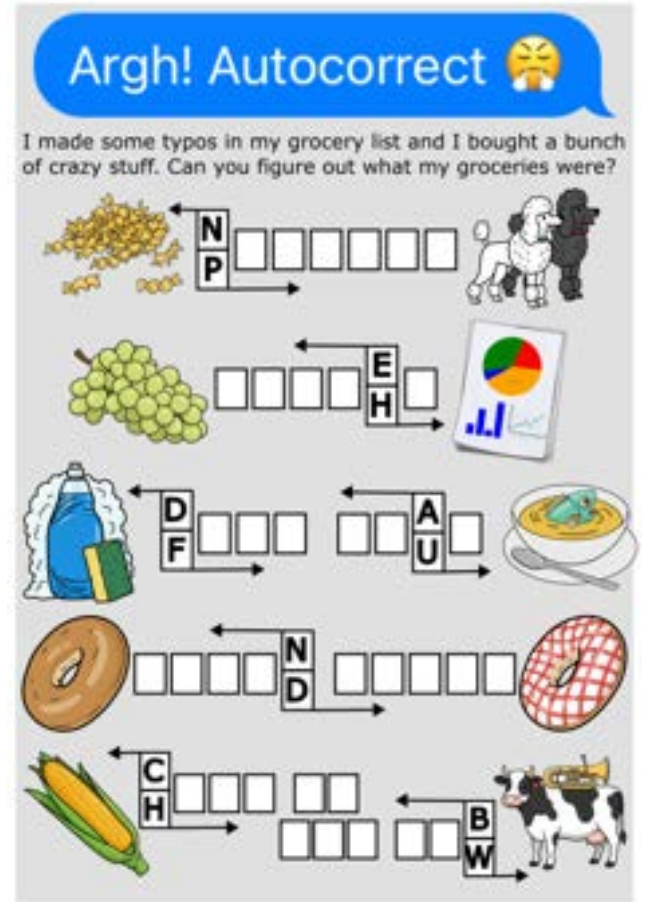 Argh! Autocorrect 😤
I made some typos in my grocery list and I bought a bunch
of crazy stuff. Can you figure out what my groceries were?
N
P
E
H
D
F
A
U
N
D
C
H
B
W